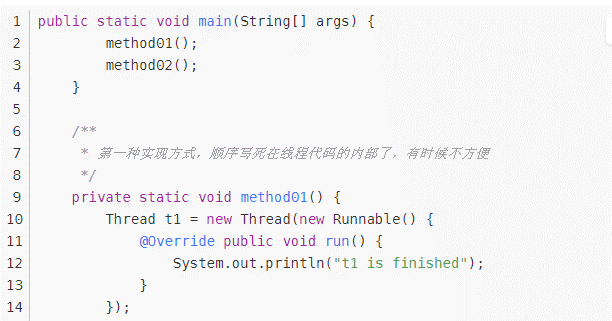 1 public static void main(String[] args) {
2 method01();
3 method02();
4 }
5
6 /**
7 * 第一种实现方式，顺序写死在线程代码的内部了，有时候不方便
8 */
9 private static void method01() {
10 Thread t1 = new Thread(new Runnable() {
11 @Override public void run() {
12 System.out.println("t1 is finished");
13 }
14 });